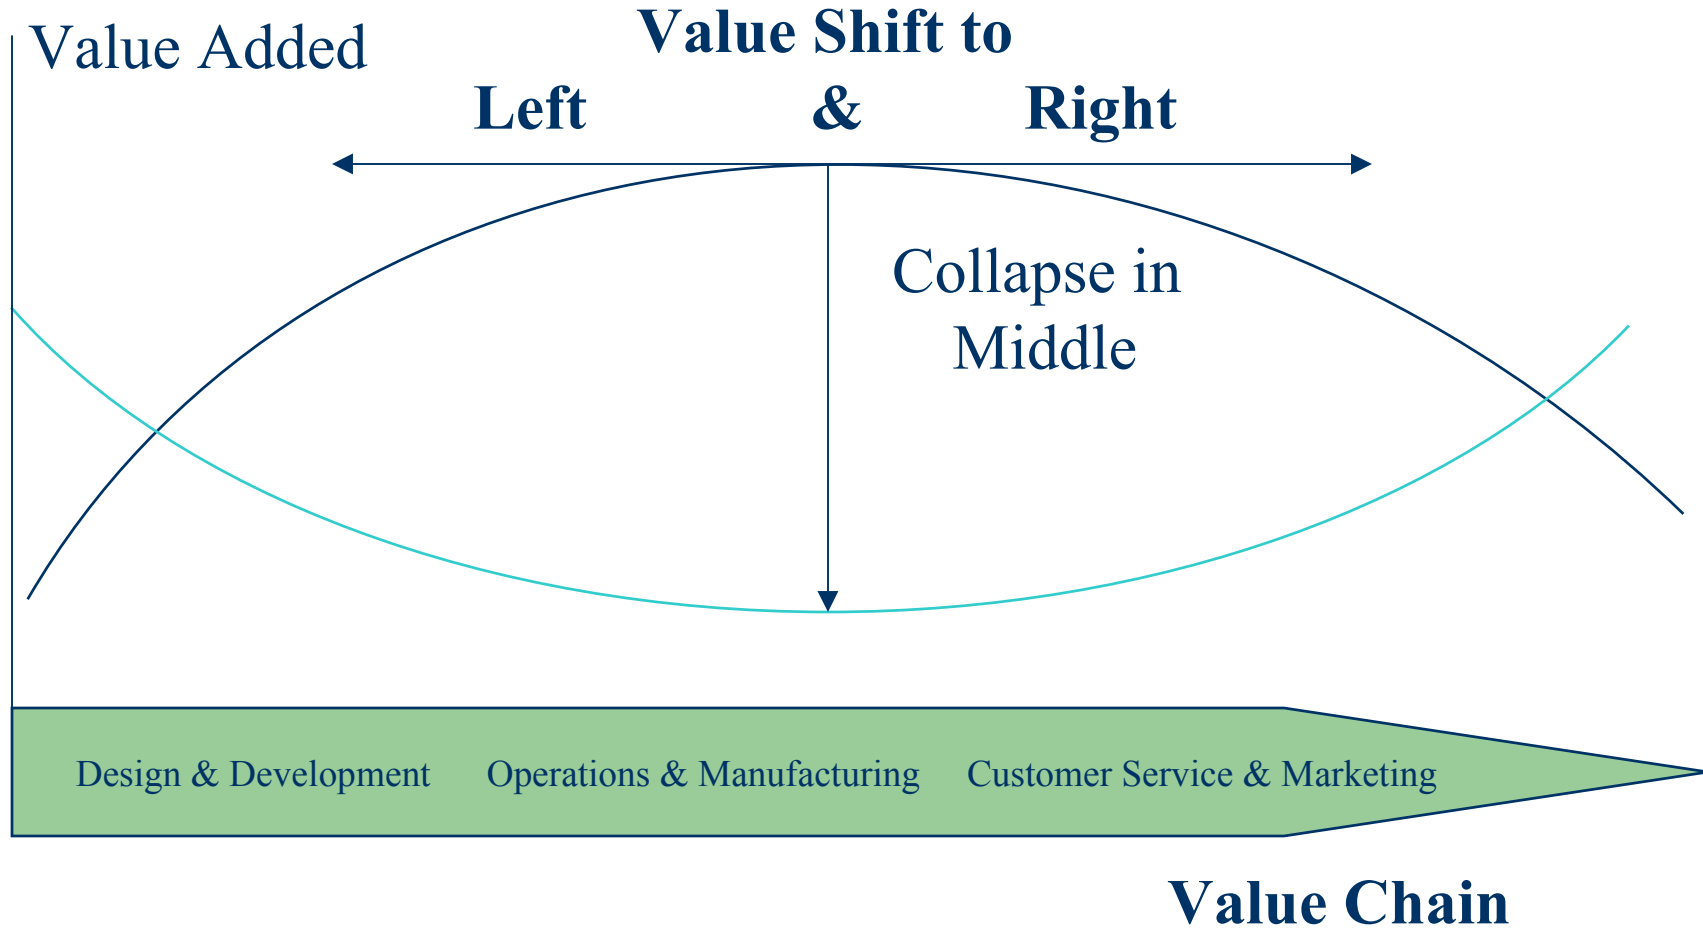 Value Added
Value Shift to
Left & Right
Collapse in
Middle
Design & Development Operations & Manufacturing Customer Service & Marketing
Value Chain